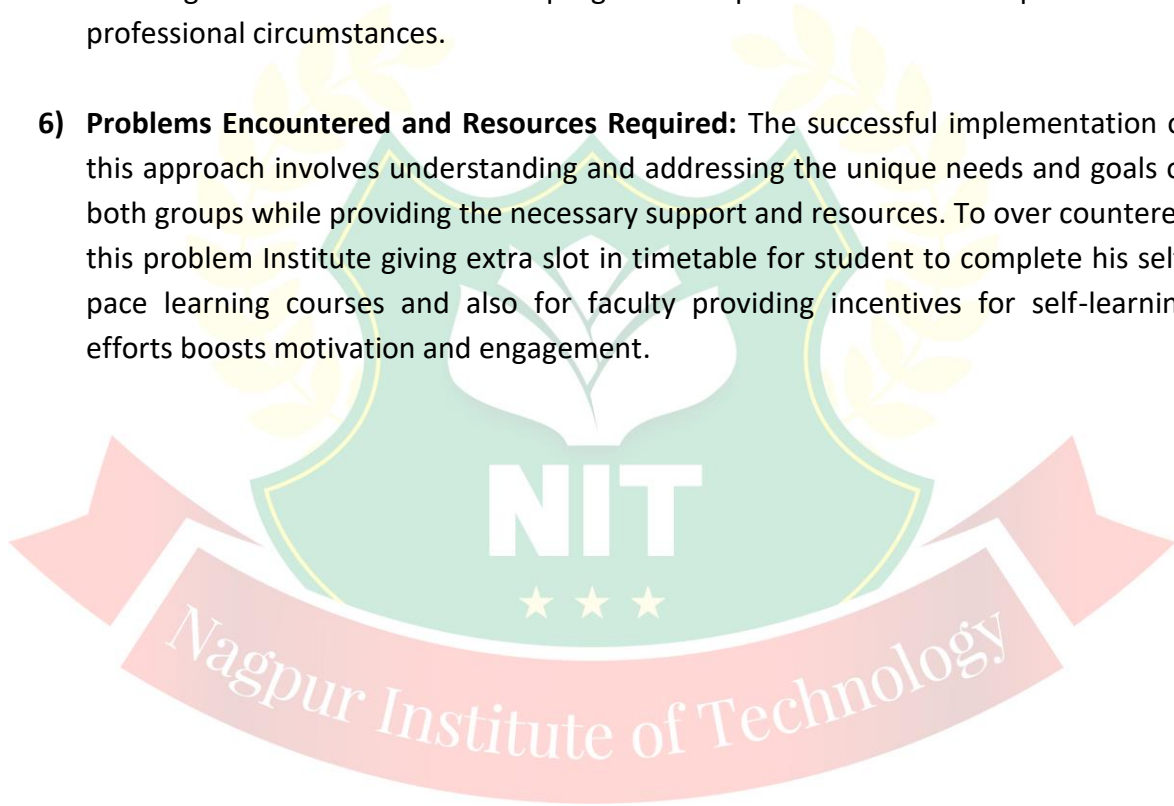 professional circumstances.
6) Problems Encountered and Resources Required: The successful implementation
this approach involves understanding and addressing the unique needs and goals
both groups while providing the necessary support and resources. To over countere
this problem Institute giving extra slot in timetable for student to complete his sel
pace learning courses and also for faculty providing incentives for self-learnin
efforts boosts motivation and engagement.
NIT
Nagpur Institute of Technology